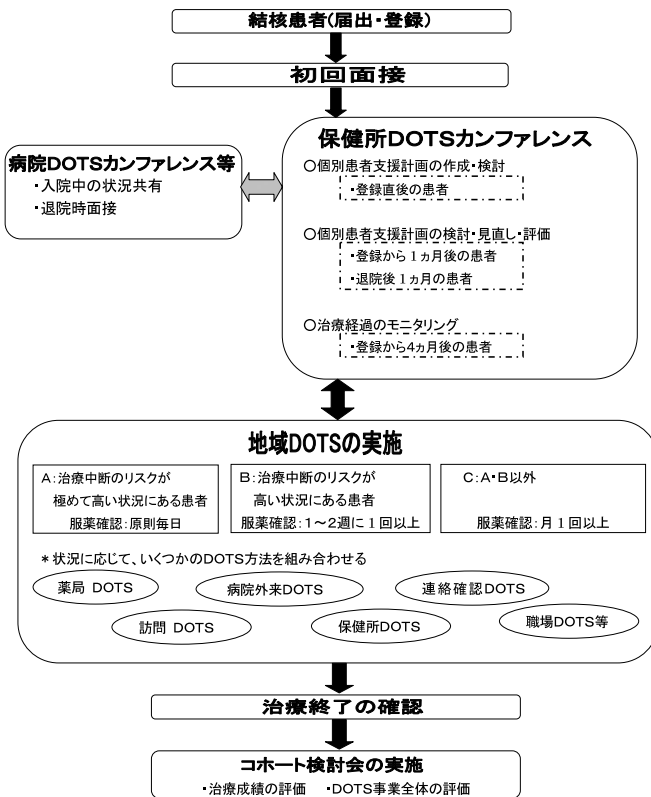 結核患者(届出・登録)
初回面接
保健所DOTSカンファレンス
○個別患者支援計画の作成・検討
・登録直後の患者
○個別患者支援計画の検討・見直し・評価
・登録から1ヵ月後の患者
・退院後1ヵ月の患者
○治療経過のモニタリング
・登録から4ヵ月後の患者
病院DOTSカンファレンス等
・入院中の状況共有
・退院時面接
地域DOTSの実施
A:治療中断のリスクが
極めて高い状況にある患者
服薬確認:原則毎日
B:治療中断のリスクが
高い状況にある患者
服薬確認:1～2週に1回以上
C:A・B以外
服薬確認:月1回以上
*状況に応じて、いくつかのDOTS方法を組み合わせる
薬局 DOTS
病院外来DOTS
連絡確認DOTS
訪問 DOTS
保健所DOTS
職場DOTS等
治療終了の確認
コホート検討会の実施
・治療成績の評価 ・DOTS事業全体の評価